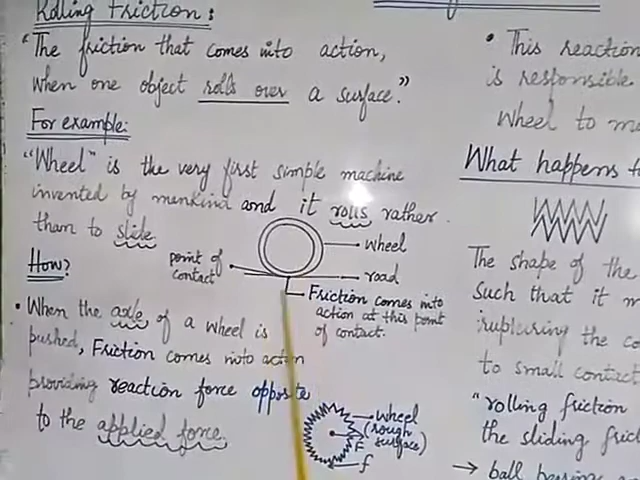 Rolling Friction:
"The friction that comes into action,
when one object rolls over a surface."
For example:
"Wheel" is the very first simple machine
invented by mankind and it rolls rather
than to slide.
wheel
point of
contact
road
Friction comes into
action at this point
of contact.
How?
• When the axle of a wheel is
pushed, Friction comes into action
providing reaction force opposite
to the applied force.
wheel
(rough
surface)
F
f
• This reaction
is responsible
Wheel to
What happens
The shape of the
Such that it
rupturing the
to small contact
"rolling friction
the sliding
→ ball